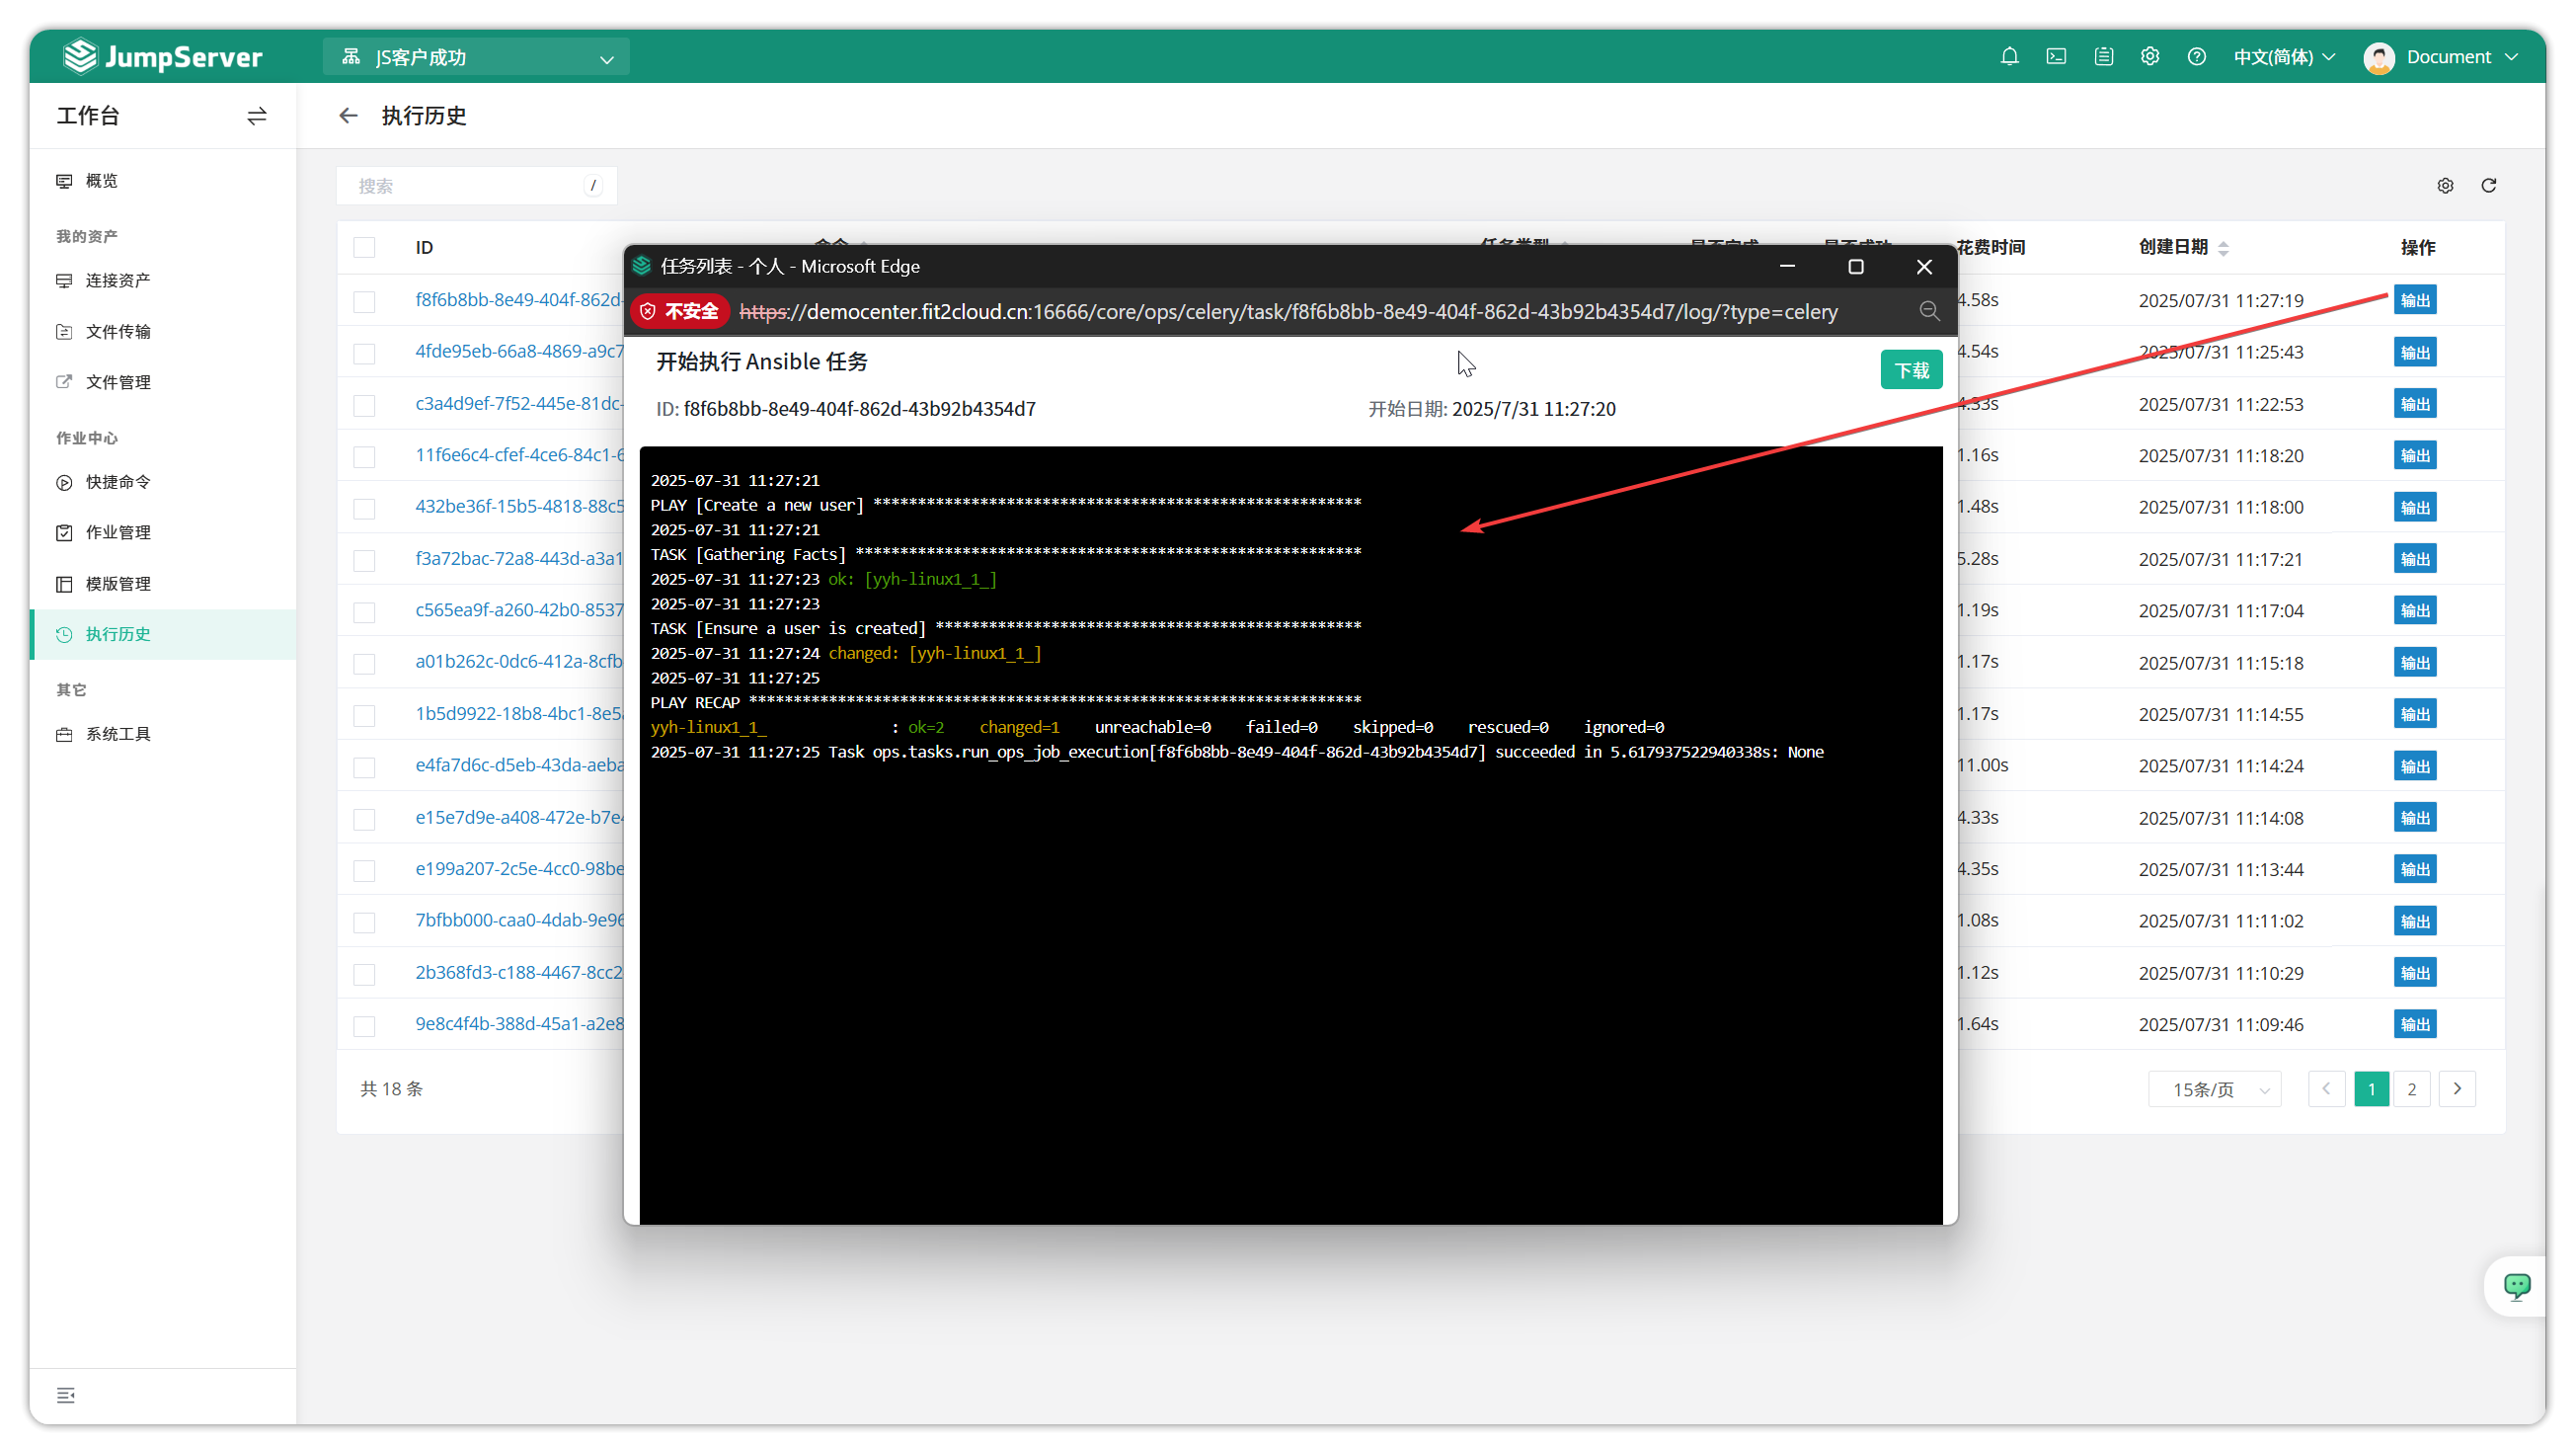 JumpServer
JS客户成功
中文(简体)
Document
工作台
执行历史
概览
我的资产
连接资产
文件传输
文件管理
作业中心
快捷命令
作业管理
模版管理
执行历史
其它
系统工具
搜索 /
ID 花费时间 创建日期 操作
f8f6b8bb-8e49-404f-862d- 4.58s 2025/07/31 11:27:19 输出
4fde95eb-66a8-4869-a9c7 4.54s 2025/07/31 11:25:43 输出
c3a4d9ef-7f52-445e-81dc- 4.33s 2025/07/31 11:22:53 输出
11f6e6c4-cfef-4ce6-84c1-6 1.16s 2025/07/31 11:18:20 输出
432be36f-15b5-4818-88c5 1.48s 2025/07/31 11:18:00 输出
f3a72bac-72a8-443d-a3a1 5.28s 2025/07/31 11:17:21 输出
c565ea9f-a260-42b0-8537 1.19s 2025/07/31 11:17:04 输出
a01b262c-0dc6-412a-8cfb 1.17s 2025/07/31 11:15:18 输出
1b5d9922-18b8-4bc1-8e5 1.17s 2025/07/31 11:14:55 输出
e4fa7d6c-d5eb-43da-aeba 11.00s 2025/07/31 11:14:24 输出
e15e7d9e-a408-472e-b7e4 4.33s 2025/07/31 11:14:08 输出
e199a207-2c5e-4cc0-98be 4.35s 2025/07/31 11:13:44 输出
7bfbb000-caa0-4dab-9e96 1.08s 2025/07/31 11:11:02 输出
2b368fd3-c188-4467-8cc2 1.12s 2025/07/31 11:10:29 输出
9e8c4f4b-388d-45a1-a2e8 1.64s 2025/07/31 11:09:46 输出
共 18 条
15条/页 1 2
任务列表 - 个人 - Microsoft Edge
不安全 https://democenter.fit2cloud.cn:16666/core/ops/celery/task/f8f6b8bb-8e49-404f-862d-43b92b4354d7/log/?type=celery
开始执行 Ansible 任务
下载
ID: f8f6b8bb-8e49-404f-862d-43b92b4354d7 开始日期: 2025/7/31 11:27:20
2025-07-31 11:27:21
PLAY [Create a new user] *******************************************************
2025-07-31 11:27:21
TASK [Gathering Facts] *********************************************************
2025-07-31 11:27:23 ok: [yyh-linux1_1_]
2025-07-31 11:27:23
TASK [Ensure a user is created] ************************************************
2025-07-31 11:27:24 changed: [yyh-linux1_1_]
2025-07-31 11:27:25
PLAY RECAP *********************************************************************
yyh-linux1_1_ : ok=2 changed=1 unreachable=0 failed=0 skipped=0 rescued=0 ignored=0
2025-07-31 11:27:25 Task ops.tasks.run_ops_job_execution[f8f6b8bb-8e49-404f-862d-43b92b4354d7] succeeded in 5.617937522940338s: None